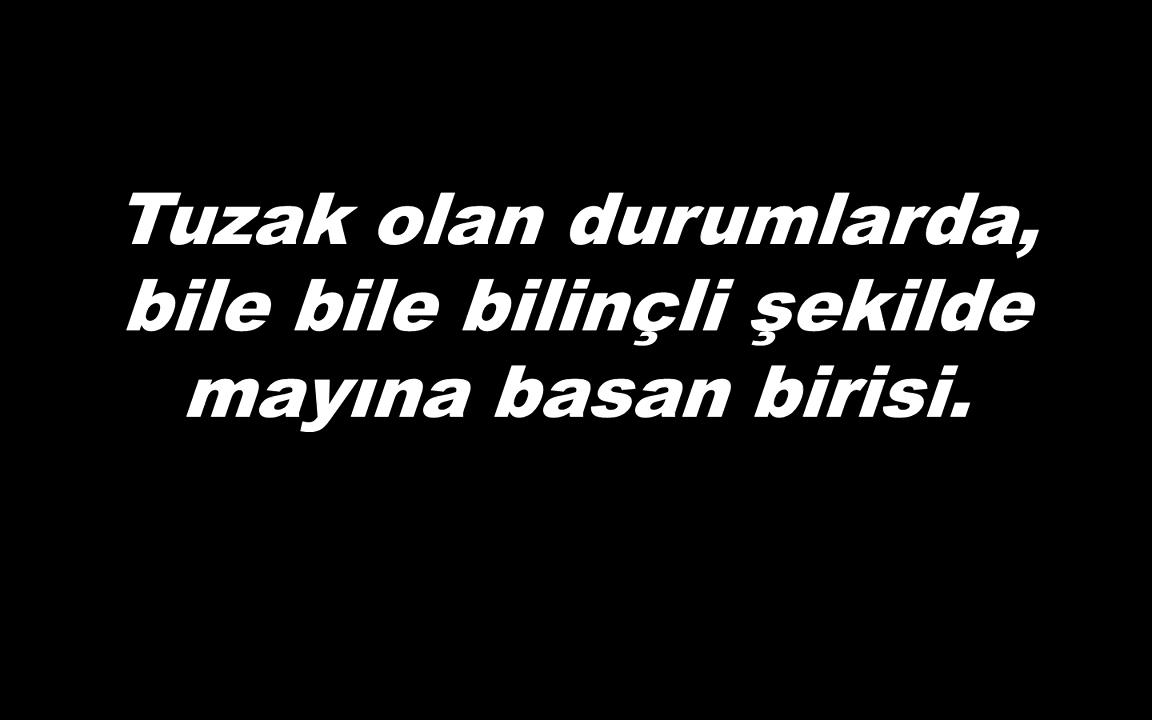 Tuzak olan durumlarda,
bile bile bilinçli şekilde
mayına basan birisi.